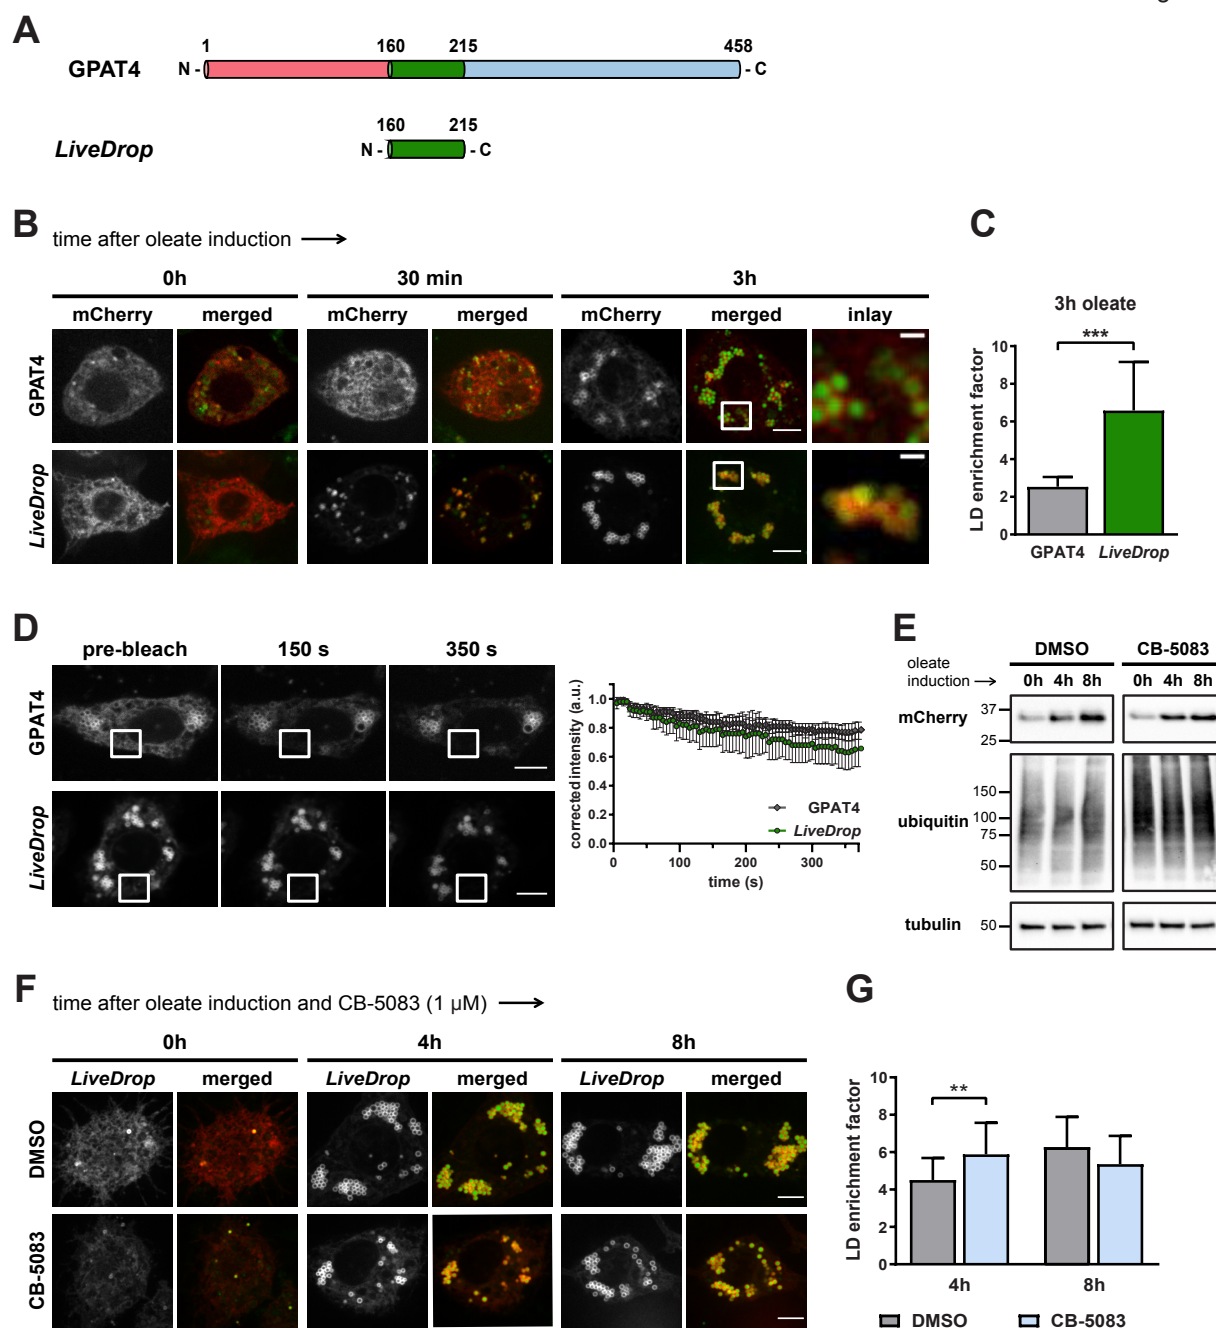 A
1 160 215 458
GPAT4 N - - C
160 215
LiveDrop N - - C
B time after oleate induction
0h 30 min 3h
mCherry merged mCherry merged mCherry merged inlay
GPAT4
LiveDrop
C
3h oleate
***
LD enrichment factor
10
8
6
4
2
0
GPAT4 LiveDrop
D
pre-bleach 150 s 350 s
GPAT4
LiveDrop
corrected intensity (a.u.)
1.0
0.8
0.6
0.4
0.2
0.0
GPAT4
LiveDrop
0 100 200 300
time (s)
E
DMSO CB-5083
oleate
induction 0h 4h 8h 0h 4h 8h
37
mCherry
25
150
ubiquitin 100
75
50
tubulin 50
F time after oleate induction and CB-5083 (1 µM)
0h 4h 8h
LiveDrop merged LiveDrop merged LiveDrop merged
DMSO
CB-5083
G
LD enrichment factor
10
8
6
4
2
0
**
4h 8h
DMSO CB-5083